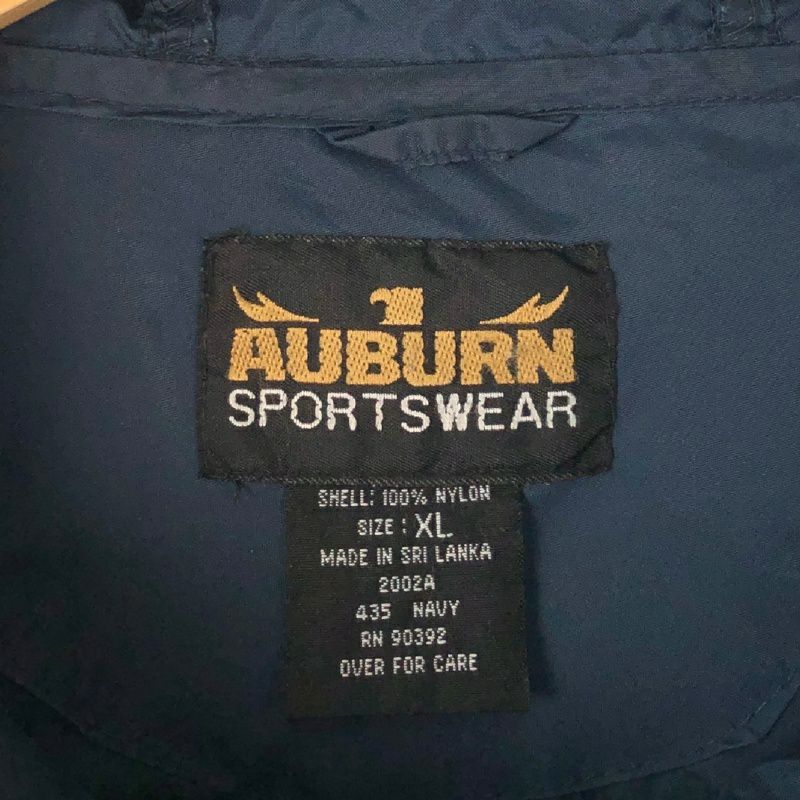 AUBURN
SPORTSWEAR
SHELL: 100% NYLON
SIZE : XL
MADE IN SRI LANKA
2002A
435 NAVY
RN 90392
OVER FOR CARE